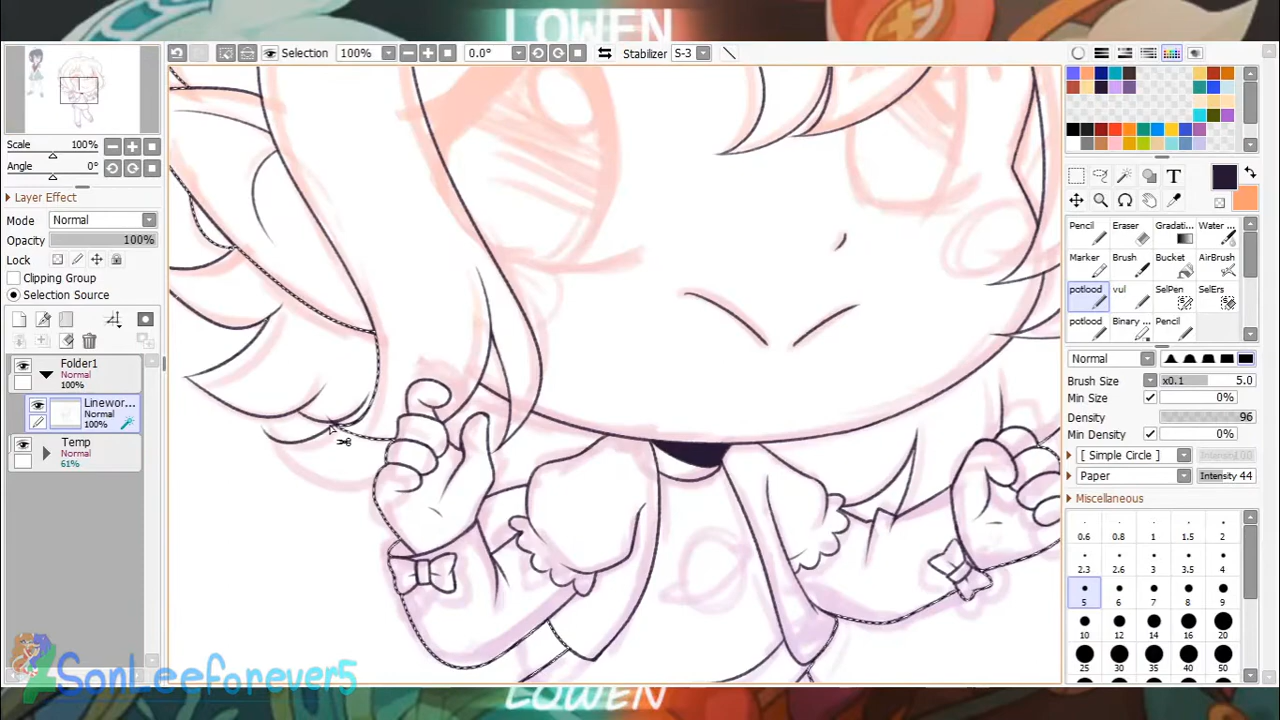 LOWEN
Selection 100% 0.0° Stabilizer S-3
Scale 100%
Angle 0°
Layer Effect
Mode Normal
Opacity 100%
Lock
Clipping Group
Selection Source
Folder1
Normal
100%
Linewor...
Normal
100%
Temp
Normal
61%
T
Pencil Eraser Gradati... Water ...
Marker Brush Bucket AirBrush
potlood vul SelPen SelErs
potlood Binary ... Pencil
Normal
Brush Size x0.1 5.0
Min Size 0%
Density 96
Min Density 0%
[ Simple Circle ] Intensity 100
Paper Intensity 44
Miscellaneous
0.6 0.8 1 1.5 2
2.3 2.6 3 3.5 4
5 6 7 8 9
10 12 14 16 20
25 30 35 40 50
SonLeeforever5
LOWEN